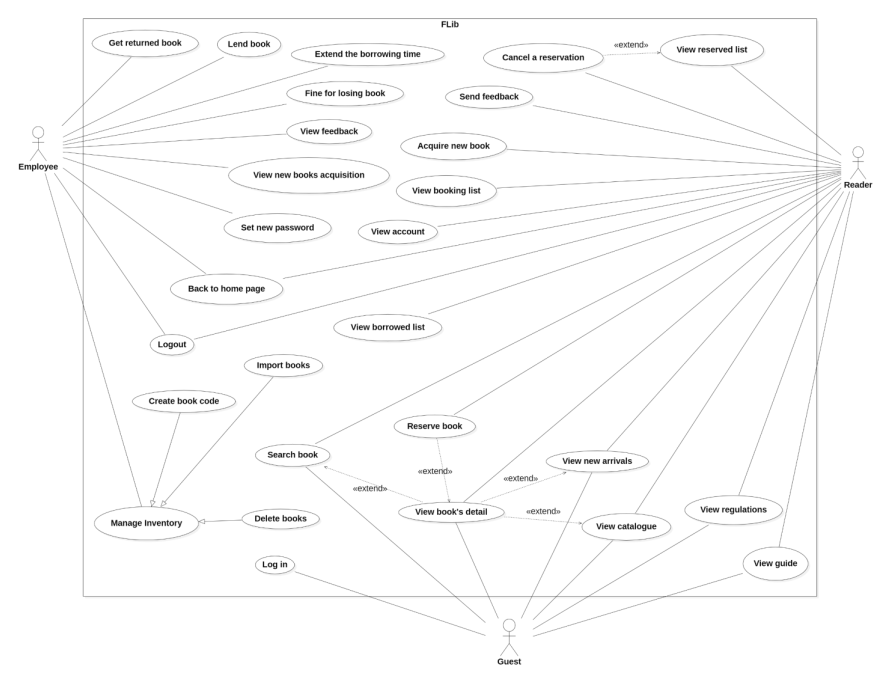 FLib
Get returned book
Lend book
Extend the borrowing time
Cancel a reservation
«extend»
View reserved list
Fine for losing book
Send feedback
View feedback
Acquire new book
Employee
View new books acquisition
Reader
View booking list
Set new password
View account
Back to home page
View borrowed list
Logout
Import books
Create book code
Reserve book
Search book
View new arrivals
«extend»
«extend»
«extend»
View book's detail
«extend»
View regulations
Manage Inventory
Delete books
View catalogue
Log in
View guide
Guest